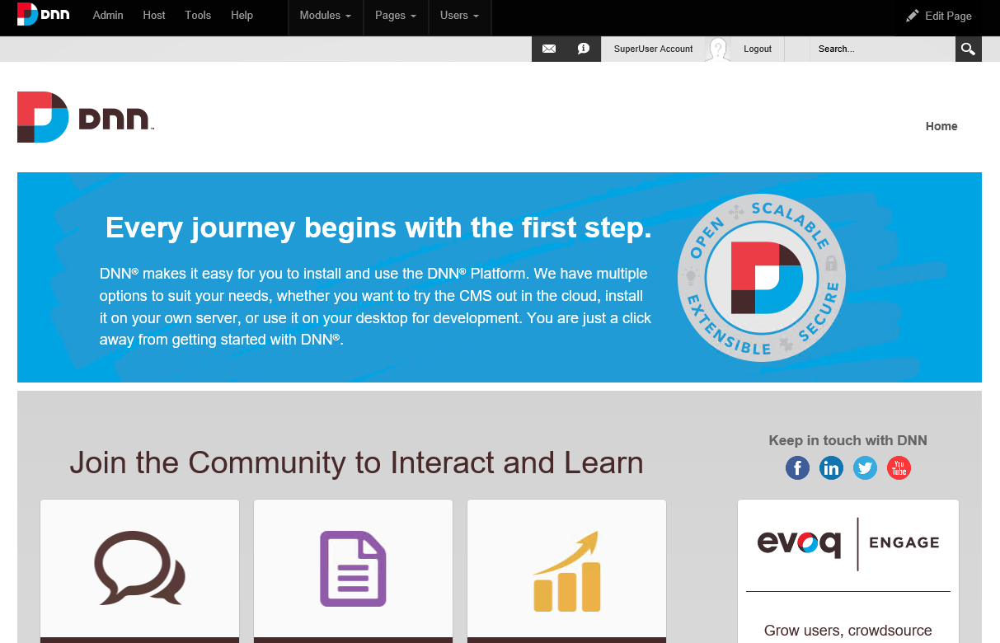 DNN Admin Host Tools Help Modules Pages Users Edit Page
SuperUser Account Logout Search...
DNN™
Home
Every journey begins with the first step.
DNN® makes it easy for you to install and use the DNN® Platform. We have multiple
options to suit your needs, whether you want to try the CMS out in the cloud, install
it on your own server, or use it on your desktop for development. You are just a click
away from getting started with DNN®.
OPEN SCALABLE SECURE EXTENSIBLE
Join the Community to Interact and Learn
Keep in touch with DNN
f in You Tube
evoq ENGAGE
Grow users, crowdsource